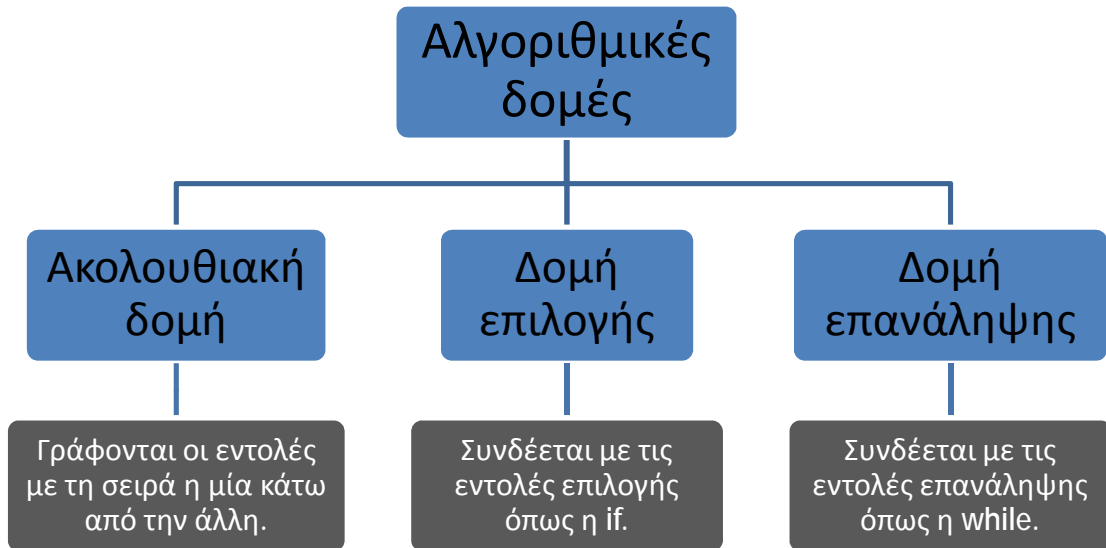 Αλγοριθμικές
δομές
Ακολουθιακή
δομή
Δομή
επιλογής
Δομή
επανάληψης
Γράφονται οι εντολές
με τη σειρά η μία κάτω
από την άλλη.
Συνδέεται με τις
εντολές επιλογής
όπως η if.
Συνδέεται με τις
εντολές επανάληψης
όπως η while.